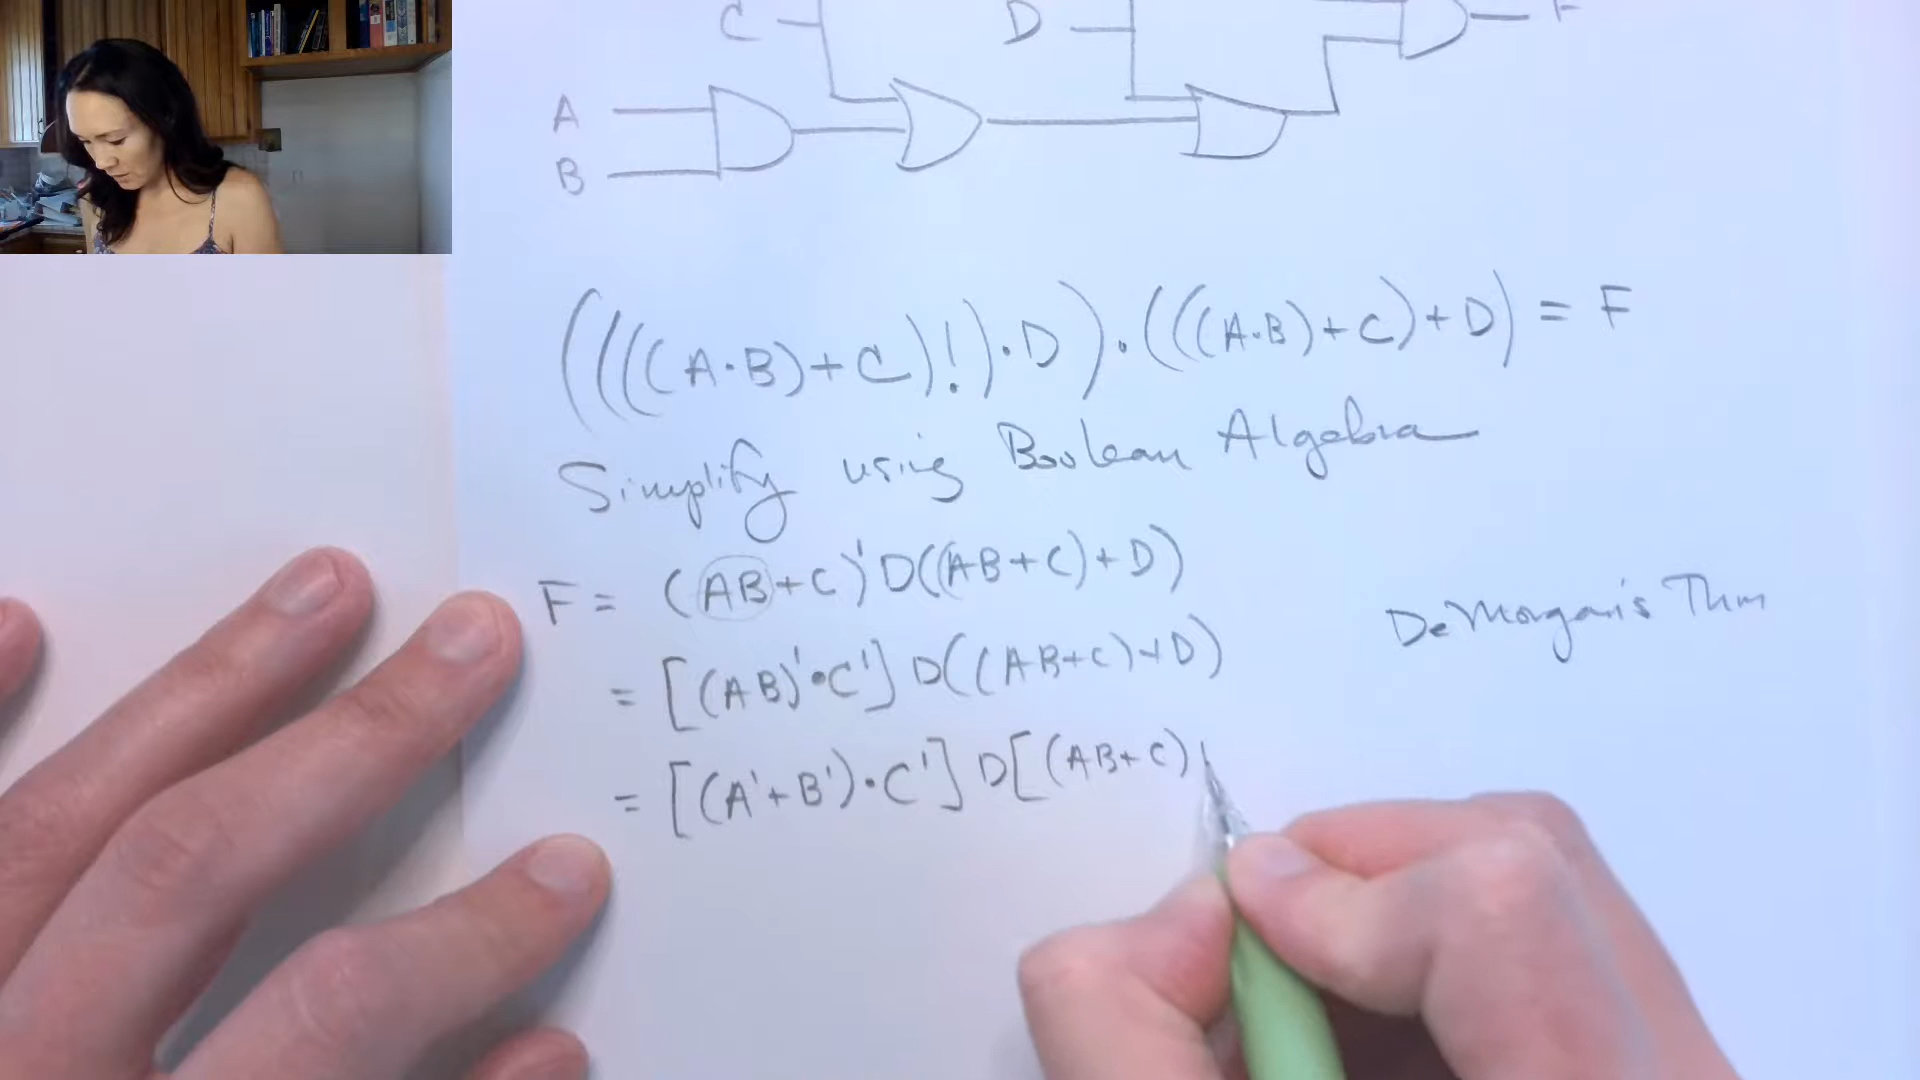 C D F
A
B
((((A·B)+C)!)·D)·(((A·B)+C)+D) = F
Simplify using Boolean Algebra
F = (AB+C)'D((AB+C)+D)
DeMorgan's Thm
= [(AB)'·C'] D((AB+C)+D)
= [(A'+B')·C'] D[(AB+C)